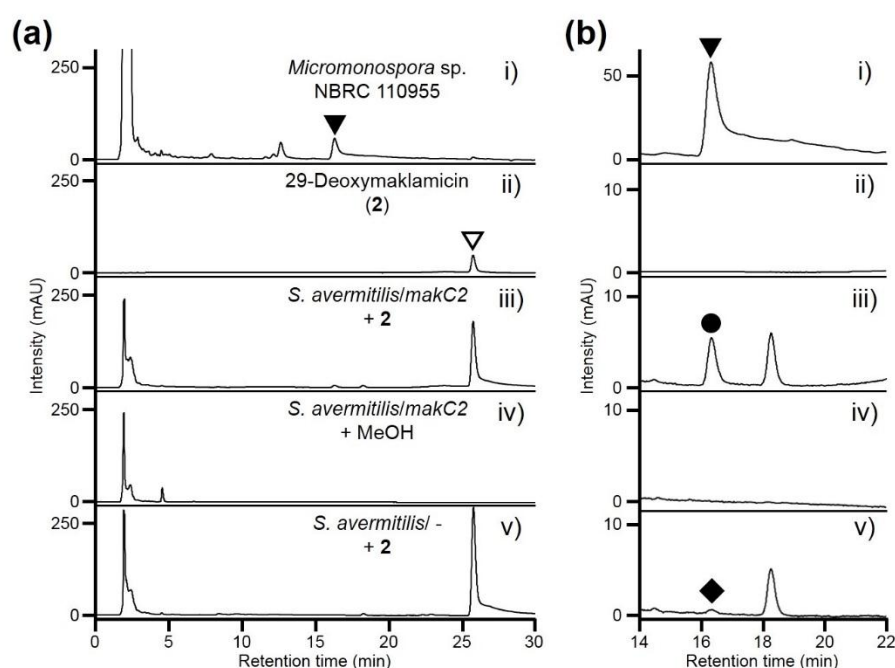 (a)
(b)
Intensity (mAU)
250
0
Micromonospora sp.
NBRC 110955
i)
250
0
29-Deoxymaklamicin
(2)
ii)
250
0
S. avermitilis/makC2
+ 2
iii)
250
0
S. avermitilis/makC2
+ MeOH
iv)
250
0
S. avermitilis/ -
+ 2
v)
0 5 10 15 20 25 30
Retention time (min)
Intensity (mAU)
50
0
i)
10
0
ii)
10
0
iii)
10
0
iv)
10
0
v)
14 16 18 20 22
Retention time (min)